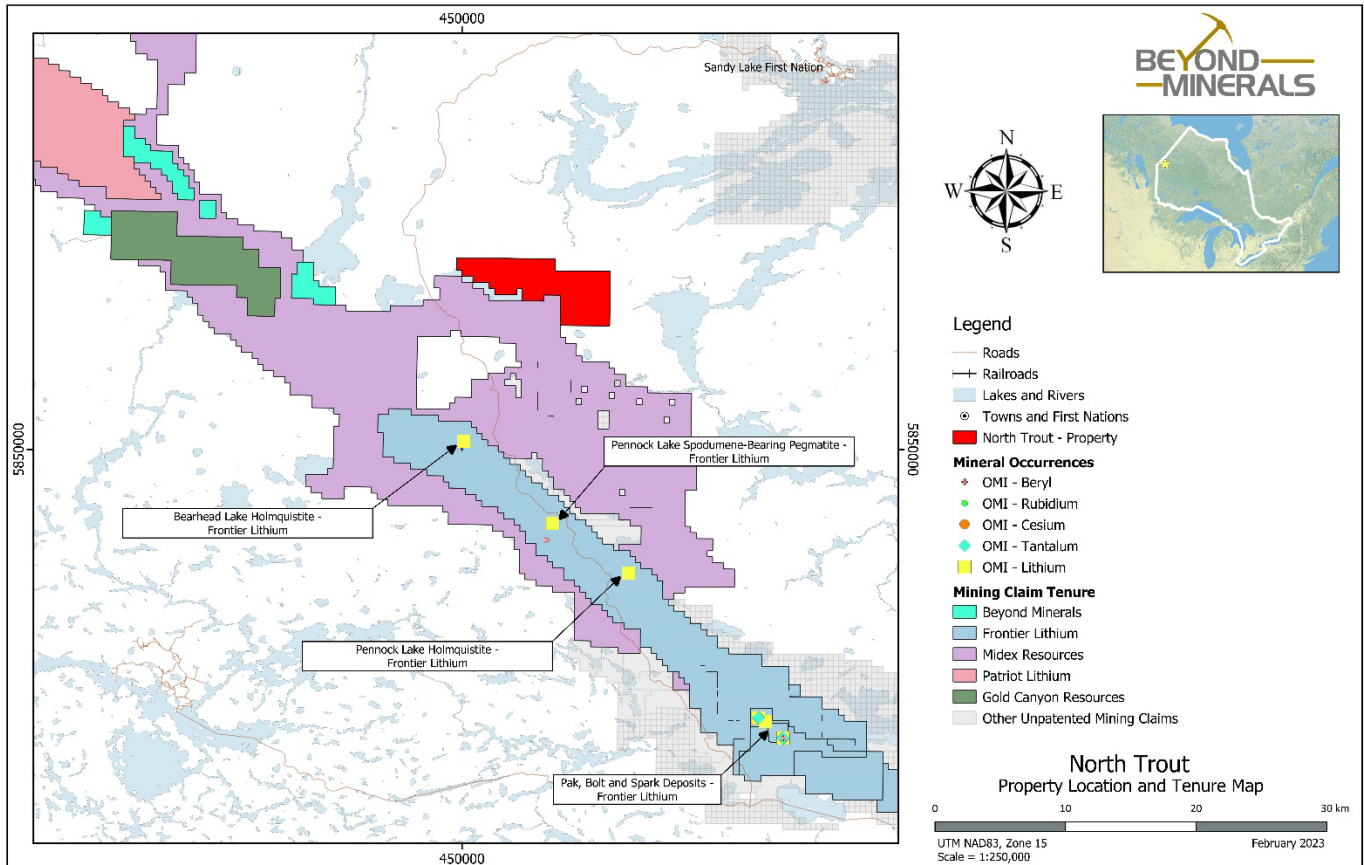 450000
Sandy Lake First Nation
BEYOND
MINERALS
N
W
E
S
5850000
5850000
Pennock Lake Spodumene-Bearing Pegmatite -
Frontier Lithium
Bearhead Lake Holmquistite -
Frontier Lithium
Pennock Lake Holmquistite -
Frontier Lithium
Pak, Bolt and Spark Deposits -
Frontier Lithium
450000
Legend
Roads
Railroads
Lakes and Rivers
Towns and First Nations
North Trout - Property
Mineral Occurrences
OMI - Beryl
OMI - Rubidium
OMI - Cesium
OMI - Tantalum
OMI - Lithium
Mining Claim Tenure
Beyond Minerals
Frontier Lithium
Midex Resources
Patriot Lithium
Gold Canyon Resources
Other Unpatented Mining Claims
North Trout
Property Location and Tenure Map
0 10 20 30 km
UTM NAD83, Zone 15 February 2023
Scale = 1:250,000